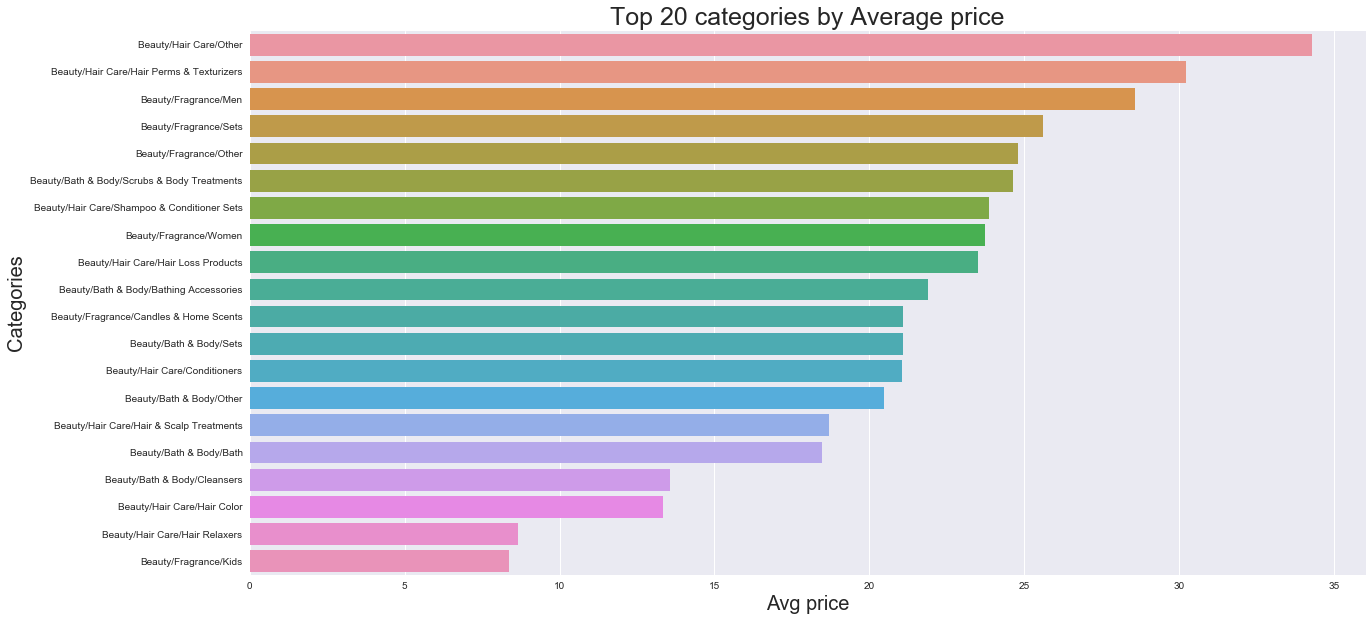 Top 20 categories by Average price
Categories
Beauty/Hair Care/Other
Beauty/Hair Care/Hair Perms & Texturizers
Beauty/Fragrance/Men
Beauty/Fragrance/Sets
Beauty/Fragrance/Other
Beauty/Bath & Body/Scrubs & Body Treatments
Beauty/Hair Care/Shampoo & Conditioner Sets
Beauty/Fragrance/Women
Beauty/Hair Care/Hair Loss Products
Beauty/Bath & Body/Bathing Accessories
Beauty/Fragrance/Candles & Home Scents
Beauty/Bath & Body/Sets
Beauty/Hair Care/Conditioners
Beauty/Bath & Body/Other
Beauty/Hair Care/Hair & Scalp Treatments
Beauty/Bath & Body/Bath
Beauty/Bath & Body/Cleansers
Beauty/Hair Care/Hair Color
Beauty/Hair Care/Hair Relaxers
Beauty/Fragrance/Kids
0 5 10 15 20 25 30 35
Avg price